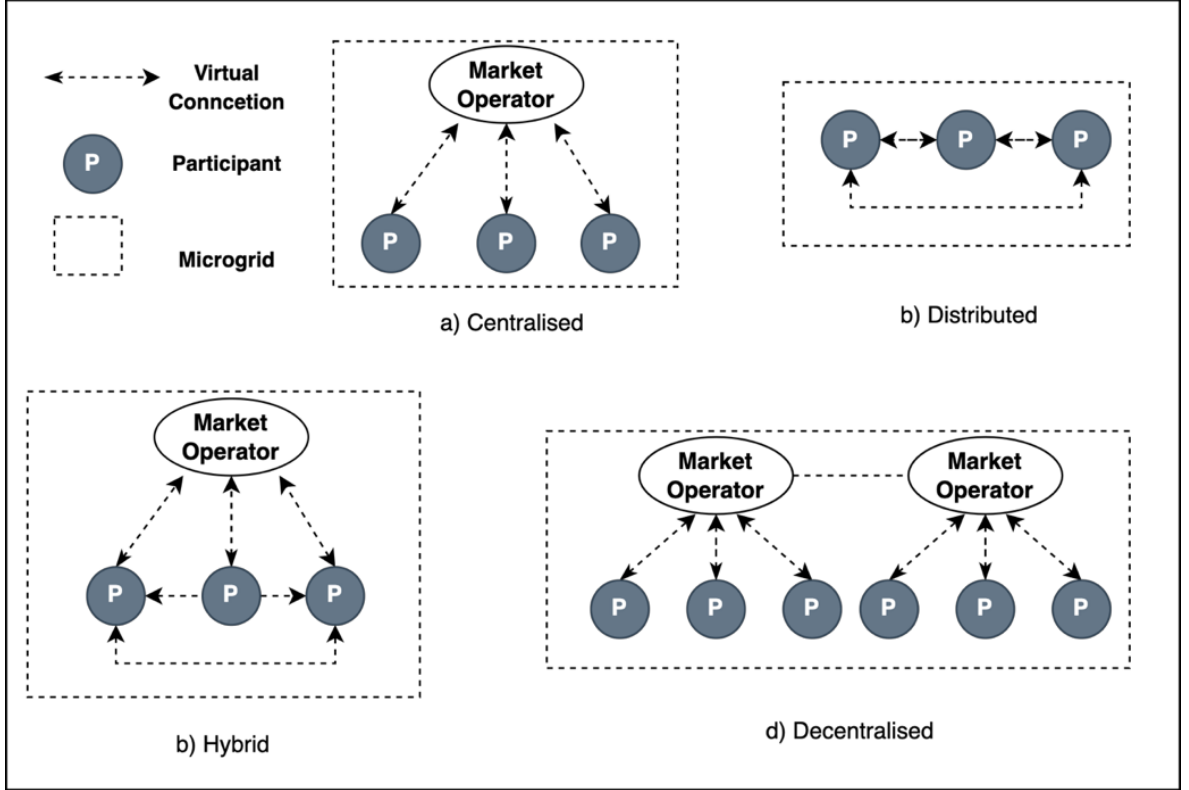 Virtual
Conncetion
P
Participant
Microgrid
Market
Operator
P
P
P
a) Centralised
P
P
P
b) Distributed
Market
Operator
P
P
P
b) Hybrid
Market
Operator
Market
Operator
P
P
P
P
P
P
d) Decentralised